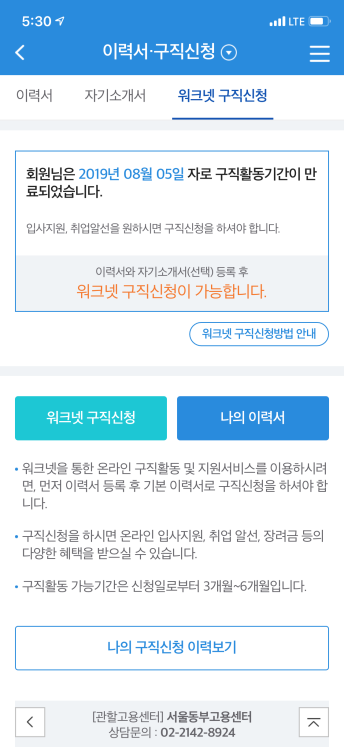 5:30
LTE
이력서·구직신청
이력서 자기소개서 워크넷 구직신청
회원님은 2019년 08월 05일 자로 구직활동기간이 만
료되었습니다.
입사지원, 취업알선을 원하시면 구직신청을 하셔야 합니다.
이력서와 자기소개서(선택) 등록 후
워크넷 구직신청이 가능합니다.
워크넷 구직신청방법 안내
워크넷 구직신청 나의 이력서
• 워크넷을 통한 온라인 구직활동 및 지원서비스를 이용하시려
면, 먼저 이력서 등록 후 기본 이력서로 구직신청을 하셔야 합
니다.
• 구직신청을 하시면 온라인 입사지원, 취업 알선, 장려금 등의
다양한 혜택을 받으실 수 있습니다.
• 구직활동 가능기간은 신청일로부터 3개월~6개월입니다.
나의 구직신청 이력보기
[관할고용센터] 서울동부고용센터
상담문의 : 02-2142-8924